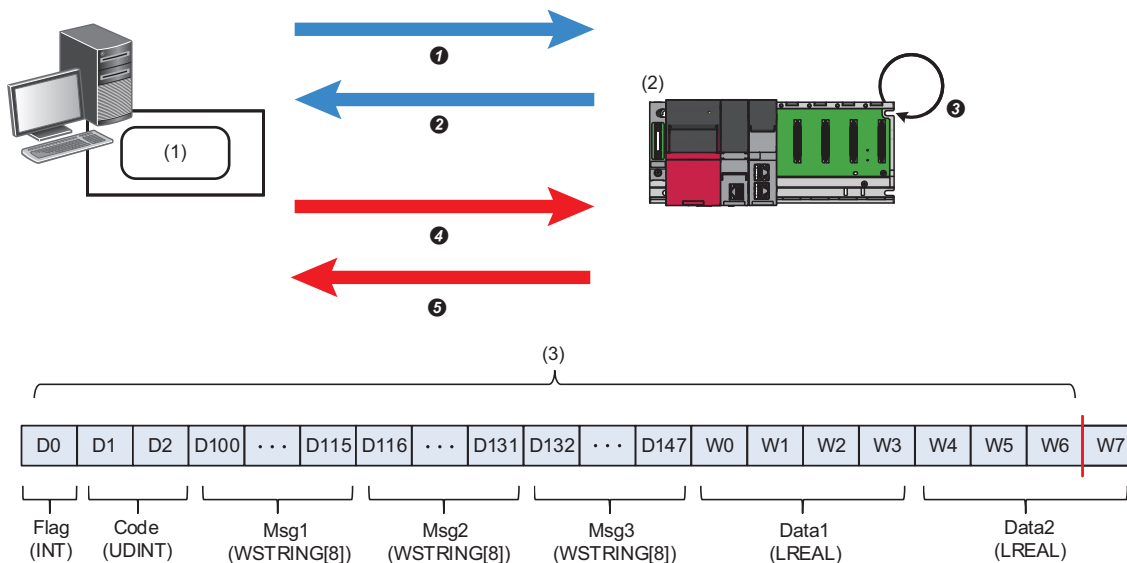 ❶
(2)
❷
❸
(1)
❹
❺
(3)
D0 D1 D2 D100 ··· D115 D116 ··· D131 D132 ··· D147 W0 W1 W2 W3 W4 W5 W6 W7
Flag Code Msg1 Msg2 Msg3 Data1 Data2
(INT) (UDINT) (WSTRING[8]) (WSTRING[8]) (WSTRING[8]) (LREAL) (LREAL)